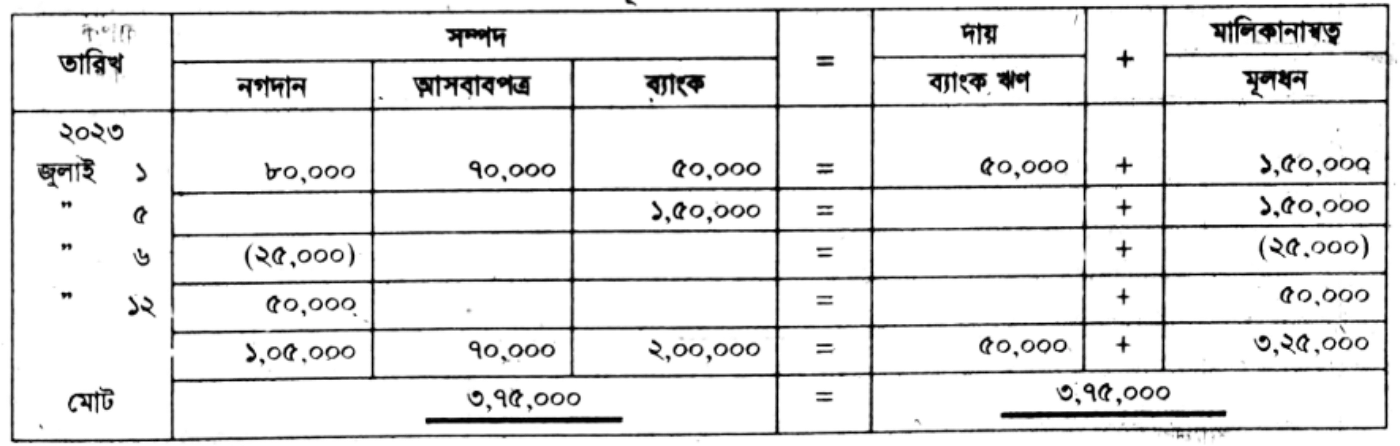 তারিখ সম্পদ = দায় + মালিকানাস্বত্ব
নগদান আসবাবপত্র ব্যাংক ব্যাংক ঋণ মূলধন
২০২৩
জুলাই ১ ৮০,০০০ ৭০,০০০ ৫০,০০০ = ৫০,০০০ + ১,৫০,০০০
" ৫ ১,৫০,০০০ = + ১,৫০,০০০
" ৬ (২৫,০০০) = + (২৫,০০০)
" ১২ ৫০,০০০ = + ৫০,০০০
১,০৫,০০০ ৭০,০০০ ২,০০,০০০ = ৫০,০০০ + ৩,২৫,০০০
মোট ৩,৭৫,০০০ = ৩,৭৫,০০০